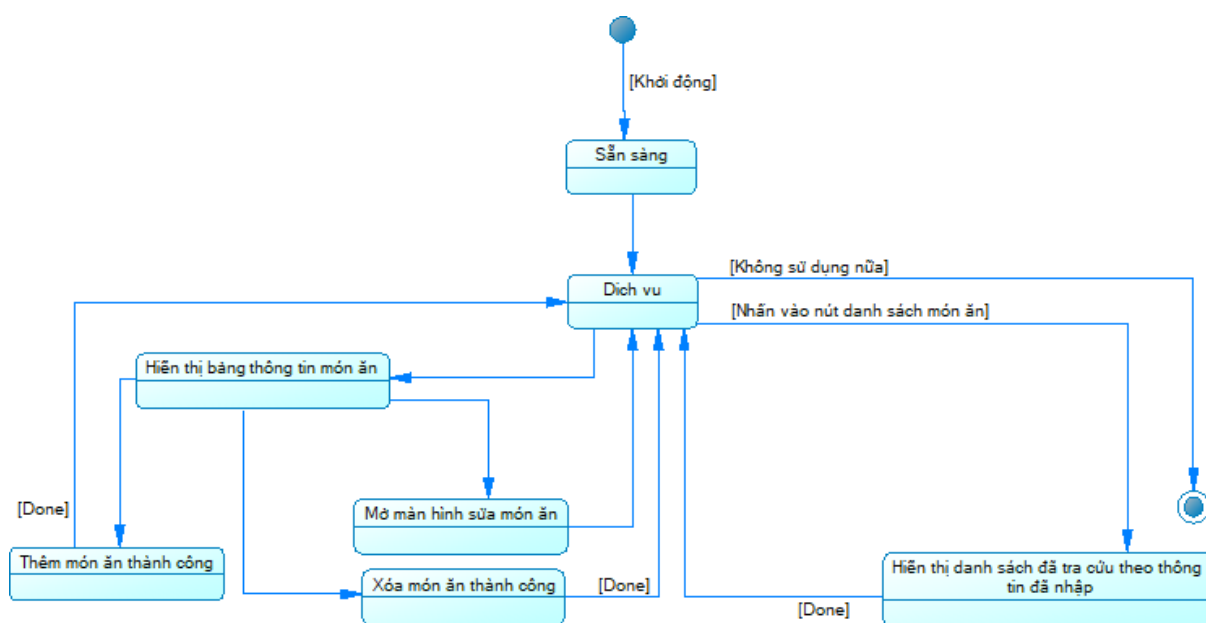 [Khởi động]
Sẵn sàng
[Không sử dụng nữa]
Dich vu
[Nhấn vào nút danh sách món ăn]
Hiển thị bảng thông tin món ăn
[Done]
Mở màn hình sửa món ăn
Thêm món ăn thành công
Hiển thị danh sách đã tra cứu theo thông
tin đã nhập
Xóa món ăn thành công
[Done]
[Done]